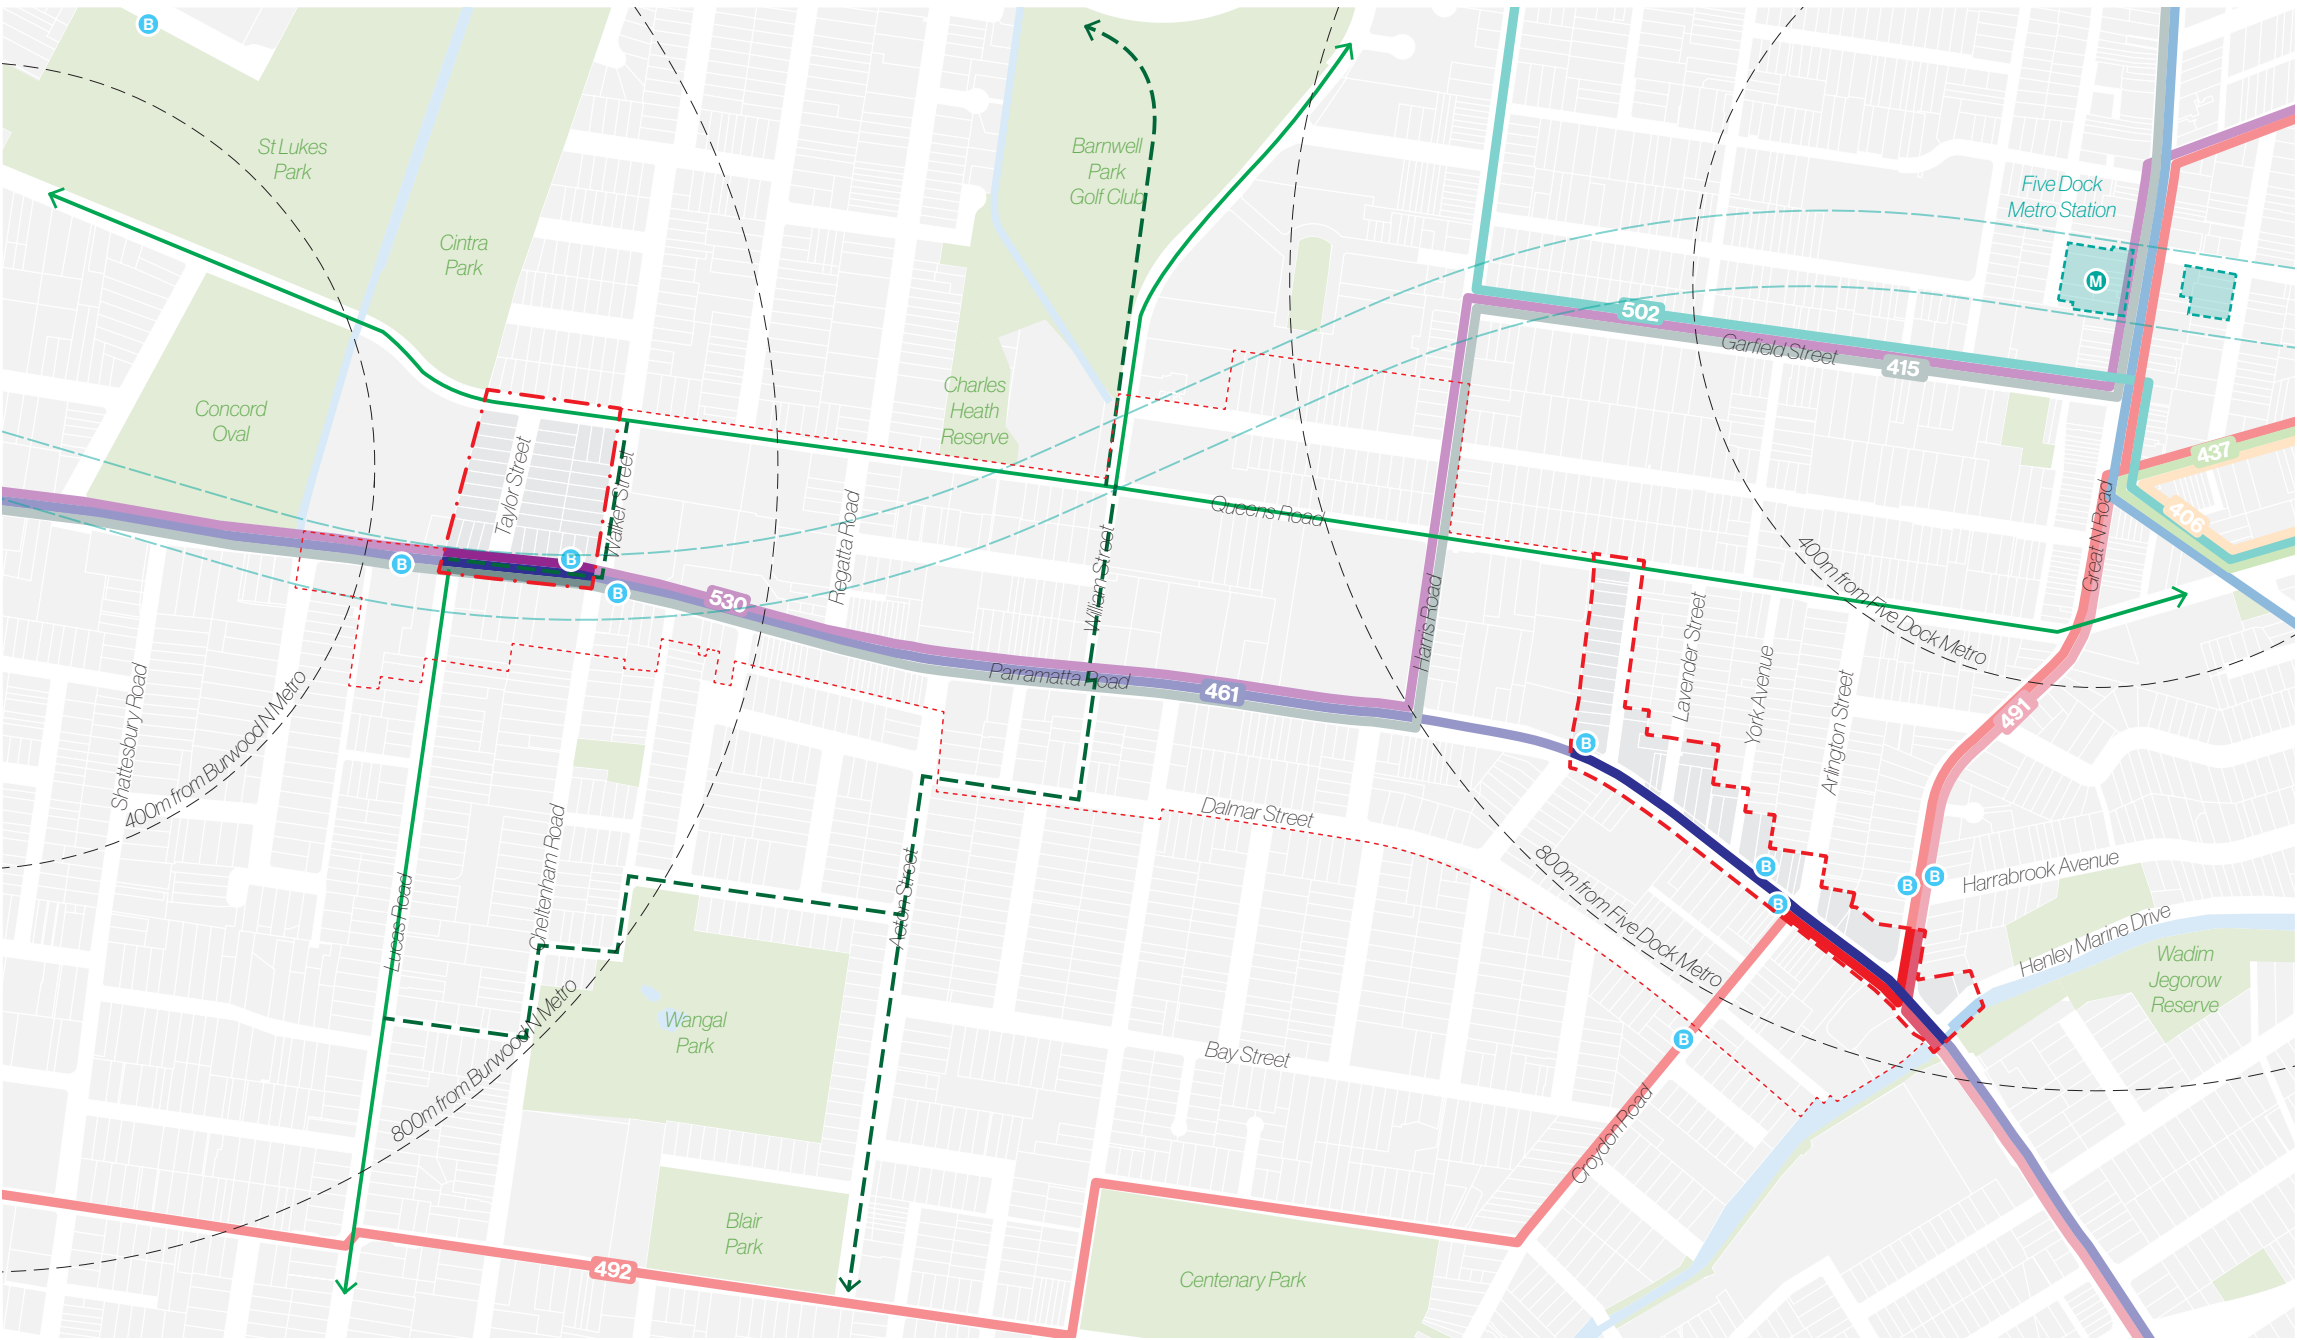 B
St Lukes
Park
Barnwell
Park
Golf Club
Five Dock
Metro Station
Cintra
Park
M
502
Garfield Street
415
Charles
Heath
Reserve
Concord
Oval
Taylor Street
Walker Street
Regatta Road
Queens Road
437
406
Great N Road
William Street
400m from Five Dock Metro
B
B
B
530
Harris Road
Lavender Street
York Avenue
Arlington Street
Parramatta Road
461
491
Shattesbury Road
400m from Burwood N Metro
B
Dalmar Street
Cheltenham Road
Lucas Road
Acton Street
800m from Five Dock Metro
B
B
B
B
Harrabrook Avenue
Henley Marine Drive
Wadim
Jegorow
Reserve
Wangal
Park
800m from Burwood N Metro
Bay Street
B
Croydon Road
Blair
Park
492
Centenary Park